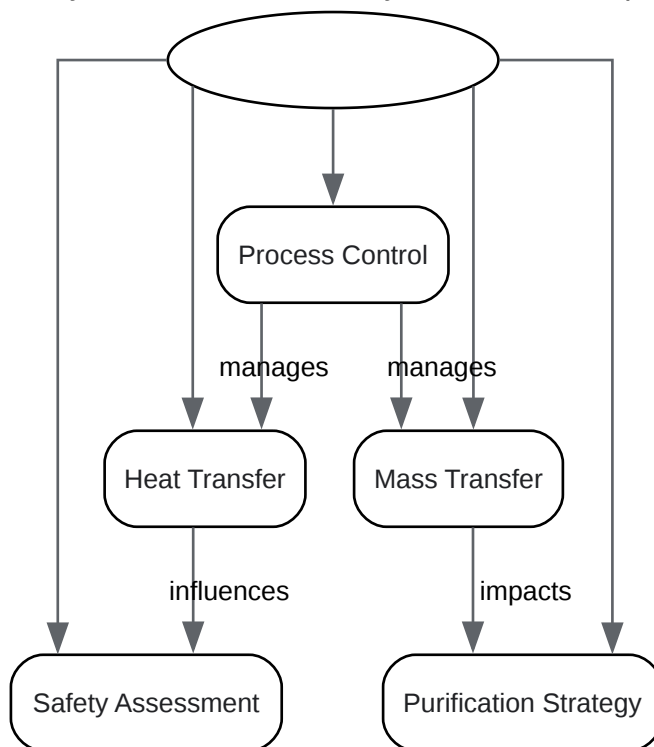 Process Control
manages
manages
Heat Transfer
Mass Transfer
influences
impacts
Safety Assessment
Purification Strategy